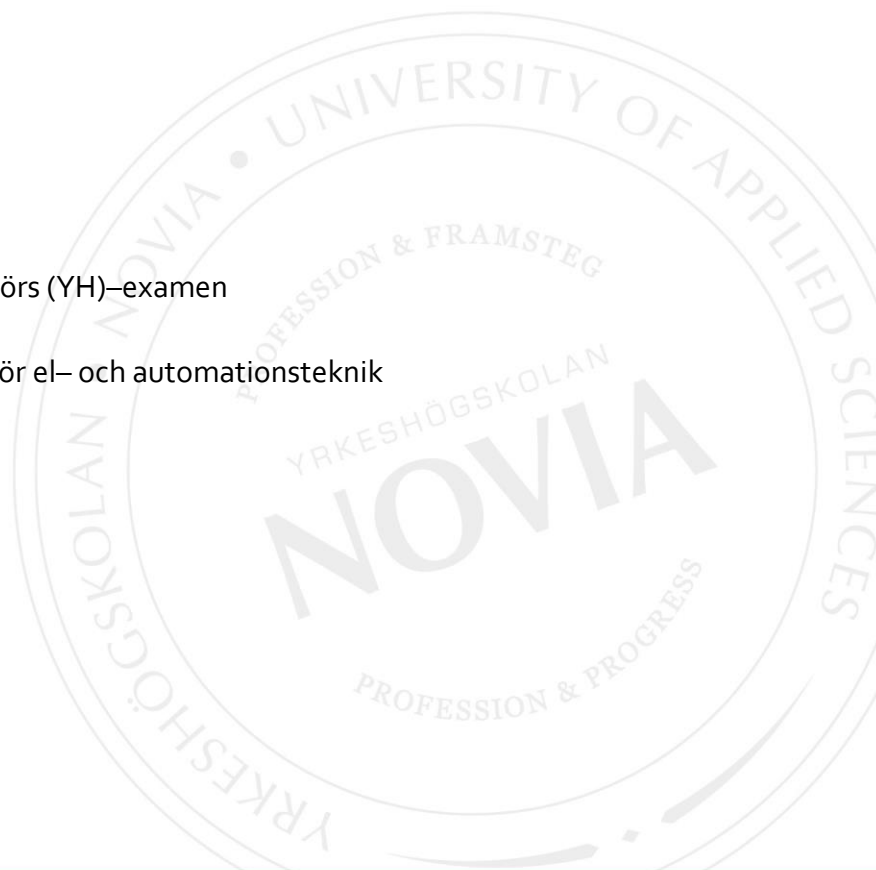 UNIVERSITY OF APPLIED SCIENCES
YRKESHÖGSKOLAN NOVIA •
PROFESSION & FRAMSTEG
örs (YH)–examen
ör el– och automationsteknik
YRKESHÖGSKOLAN
NOVIA
PROFESSION & PROGRESS